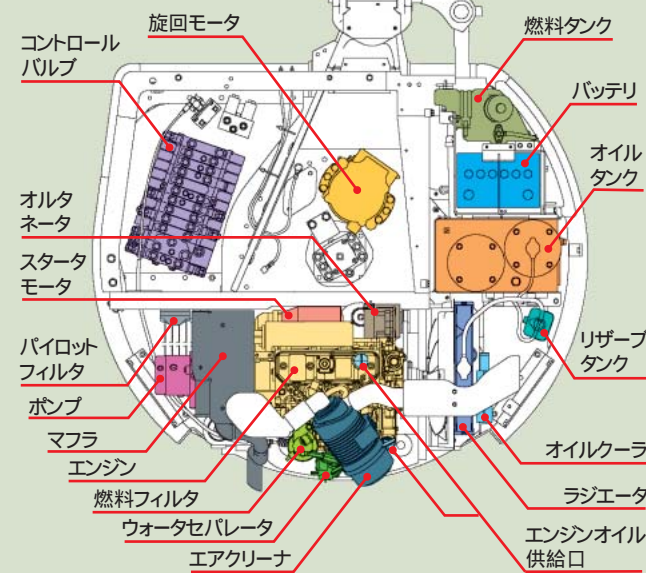 旋回モータ
コントロール
バルブ
オルタ
ネータ
スタータ
モータ
パイロット
フィルタ
ポンプ
マフラ
エンジン
燃料フィルタ
ウォータセパレータ
エアクリーナ
燃料タンク
バッテリ
オイル
タンク
リザーブ
タンク
オイルクーラ
ラジエータ
エンジンオイル
供給口